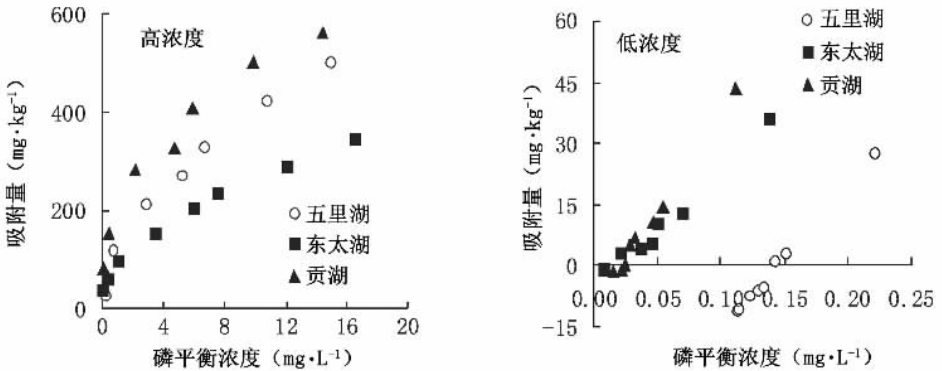 600
400
200
0
吸附量（mg·kg⁻¹）
高浓度
五里湖
东太湖
贡湖
0 4 8 12 16 20
磷平衡浓度（mg·L⁻¹）
60
45
30
15
0
-15
吸附量（mg·kg⁻¹）
低浓度
五里湖
东太湖
贡湖
0.00 0.05 0.10 0.15 0.20 0.25
磷平衡浓度（mg·L⁻¹）